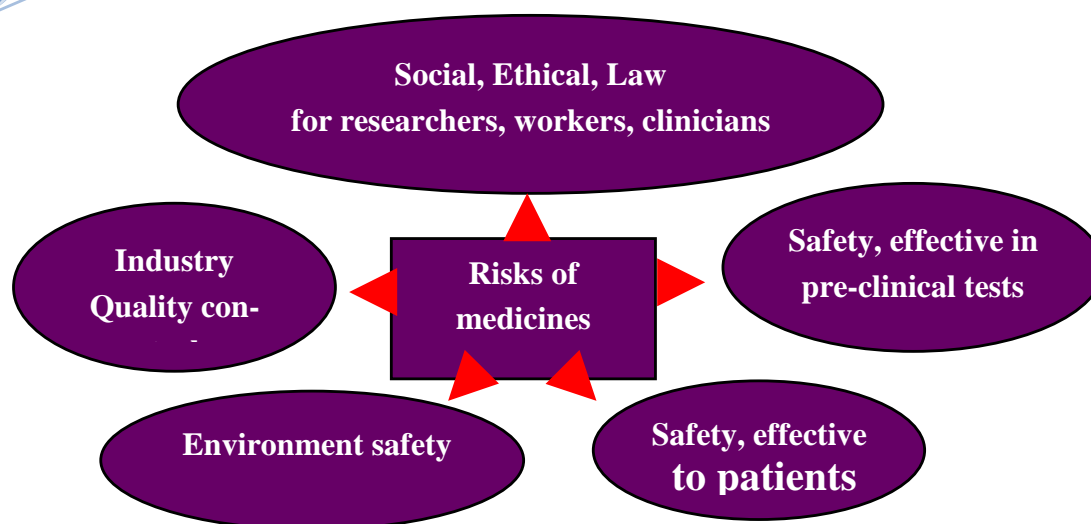 Social, Ethical, Law
for researchers, workers, clinicians
Industry
Quality con-
Risks of
medicines
Safety, effective in
pre-clinical tests
Environment safety
Safety, effective
to patients